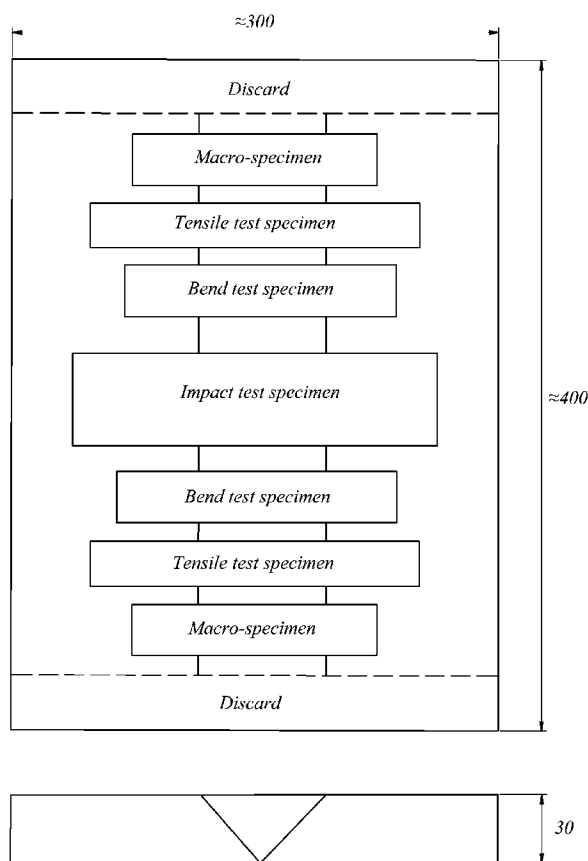 ≈300
Discard
Macro-specimen
Tensile test specimen
Bend test specimen
Impact test specimen
≈400
Bend test specimen
Tensile test specimen
Macro-specimen
Discard
30